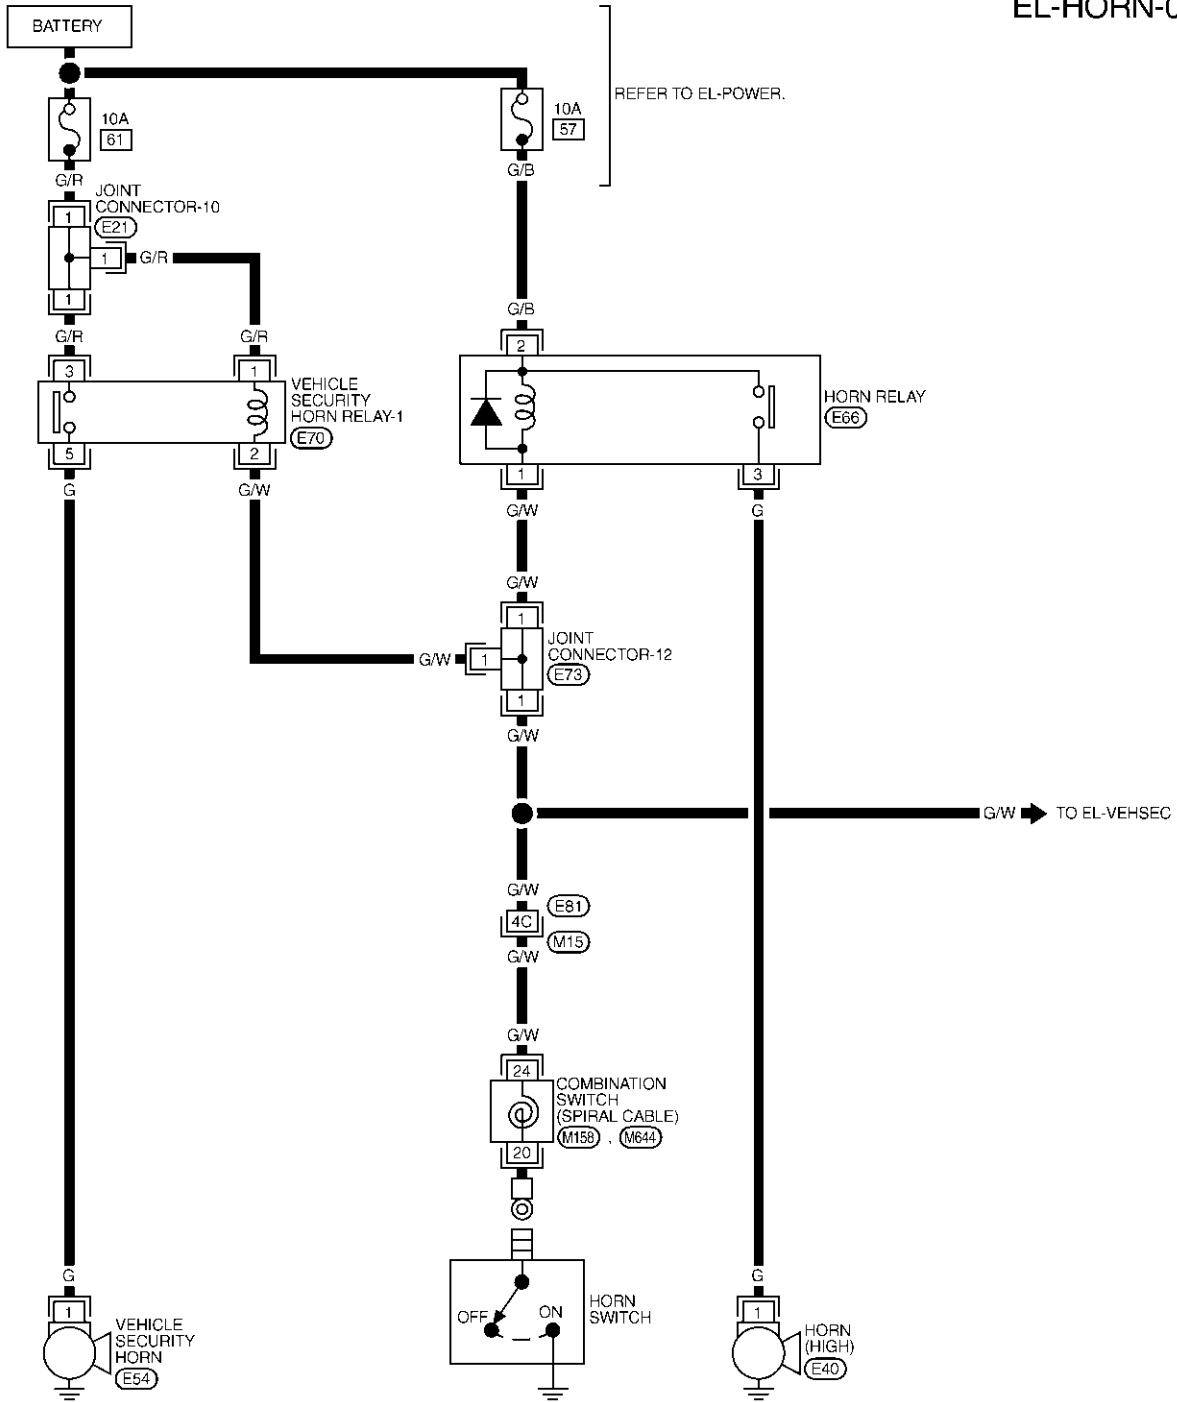 EL-HORN-0
BATTERY
REFER TO EL-POWER.
10A
61
10A
57
G/R
G/B
JOINT
CONNECTOR-10
E21
1
1
G/R
1
G/B
G/R
G/R
2
3
1
VEHICLE
SECURITY
HORN RELAY-1
E70
HORN RELAY
E66
5
2
1
3
G
G/W
G/W
G
G/W
1
JOINT
CONNECTOR-12
E73
G/W
1
1
G/W
G/W
TO EL-VEHSEC
G/W
E81
4C
M15
G/W
G/W
24
COMBINATION
SWITCH
(SPIRAL CABLE)
M158 , M644
20
G
G
1
OFF
ON
HORN
SWITCH
1
VEHICLE
SECURITY
HORN
E54
HORN
(HIGH)
E40